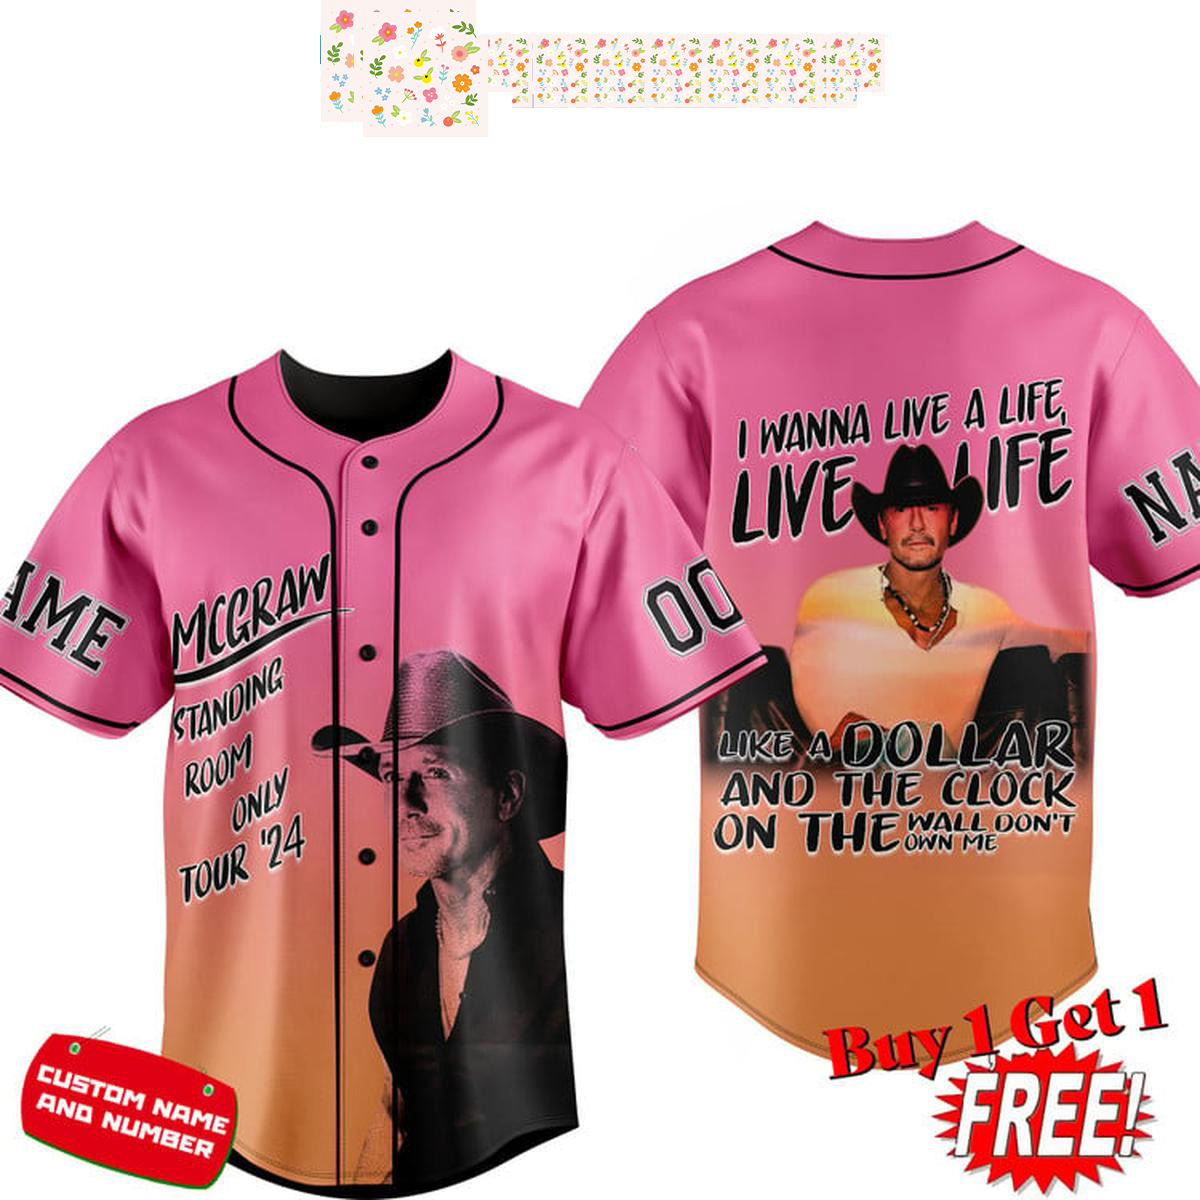 I WANNA LIVE A LIFE,
LIVE LIFE
LIKE A DOLLAR
AND THE CLOCK
ON THE WALL DON'T
OWN ME
NA
MCGRAW
STANDING
ROOM
ONLY
TOUR '24
AME
00
CUSTOM NAME
AND NUMBER
Buy 1 Get 1
FREE!